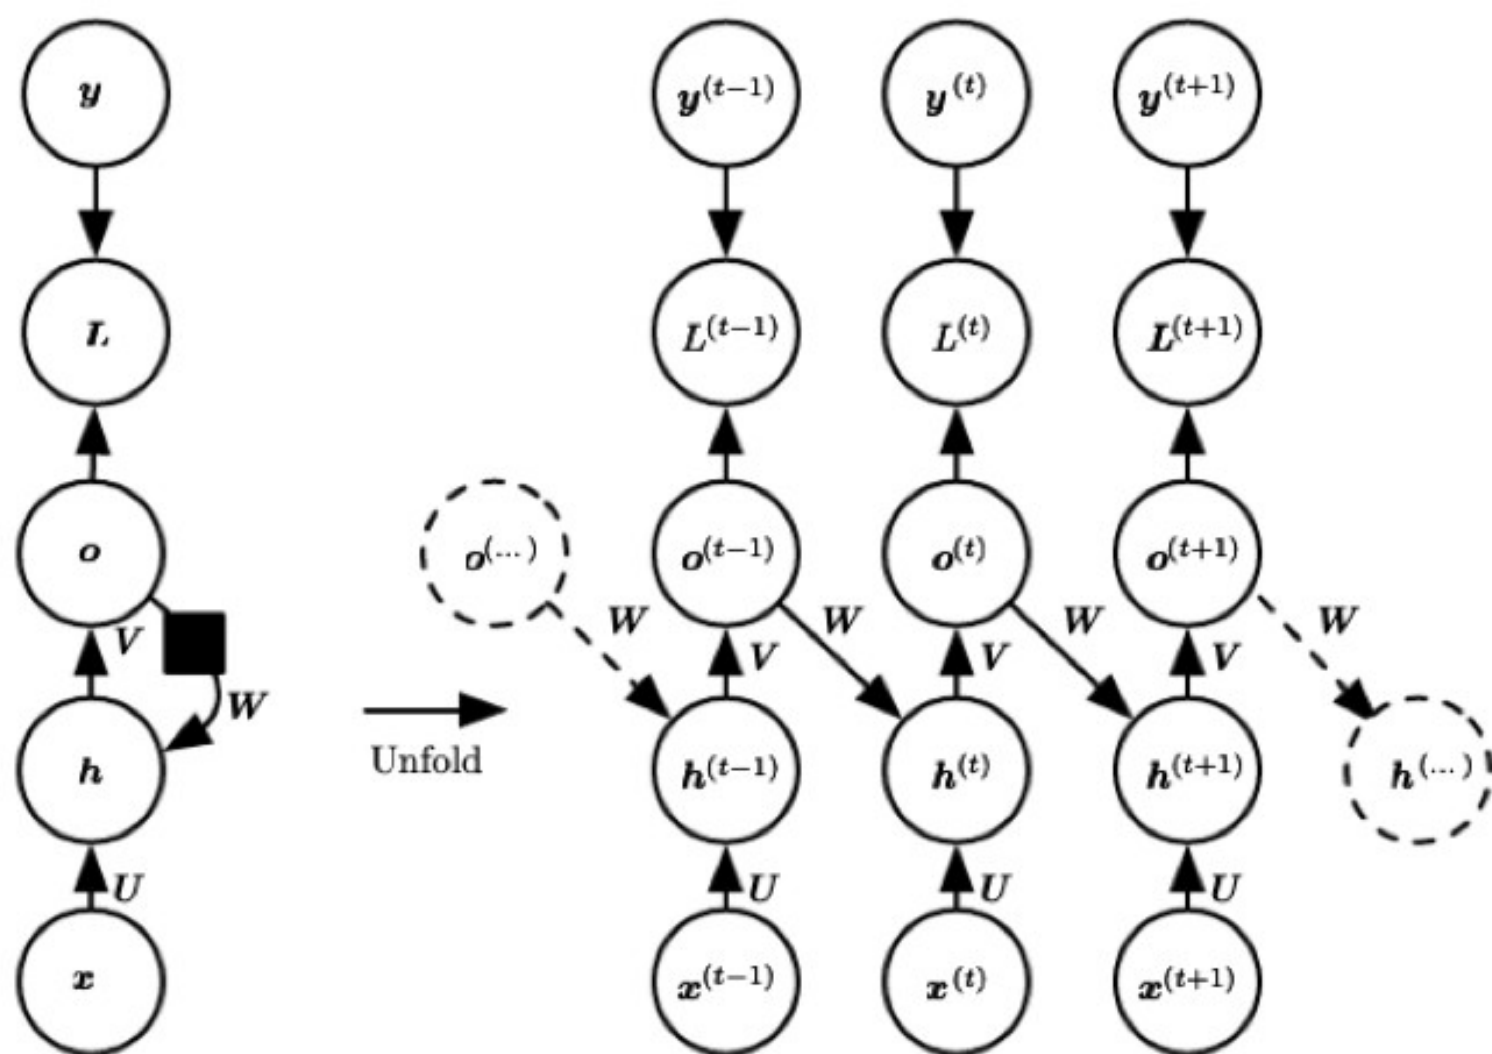 y y^(t−1) y^(t) y^(t+1)
L L^(t−1) L^(t) L^(t+1)
o o^(...) o^(t−1) o^(t) o^(t+1)
V W V W V W V W
W
h Unfold h^(t−1) h^(t) h^(t+1) h^(...)
U U U U
x x^(t−1) x^(t) x^(t+1)